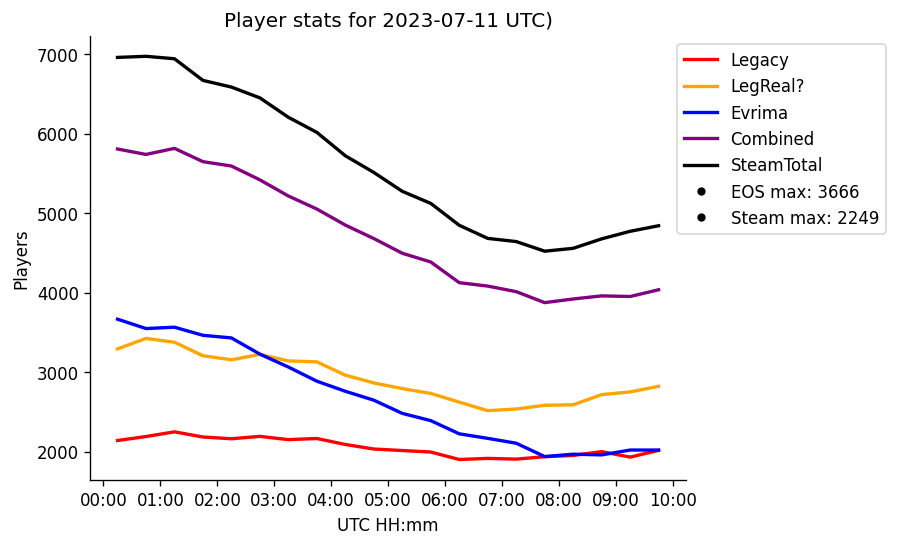 Player stats for 2023-07-11 UTC)
Legacy
LegReal?
Evrima
Combined
SteamTotal
EOS max: 3666
Steam max: 2249
Players
7000
6000
5000
4000
3000
2000
00:00 01:00 02:00 03:00 04:00 05:00 06:00 07:00 08:00 09:00 10:00
UTC HH:mm